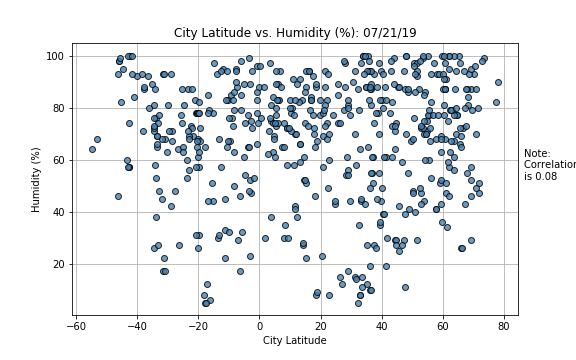 City Latitude vs. Humidity (%): 07/21/19
100
80
60
40
20
Humidity (%)
−60
−40
−20
0
20
40
60
80
City Latitude
Note:
Correlation
is 0.08